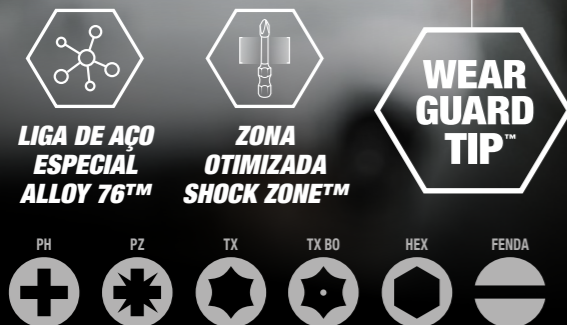 LIGA DE AÇO
ESPECIAL
ALLOY 76™
ZONA
OTIMIZADA
SHOCK ZONE™
WEAR
GUARD
TIP™
PH
PZ
TX
TX BO
HEX
FENDA